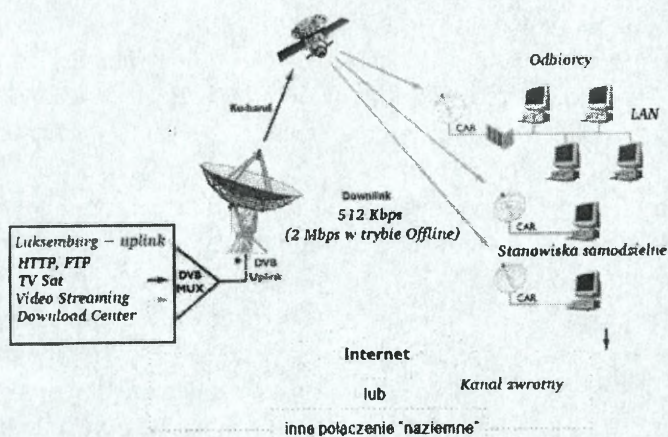 Odbiorcy
LAN
CAR
Ku-band
Downlink
512 Kbps
(2 Mbps w trybie Offline)
CAR
Stanowiska samodzielne
CAR
Luksemburg – uplink
HTTP, FTP
TV Sat
Video Streaming
Download Center
DVB
MUX
DVB
Uplink
Internet
lub
inne połączenie "naziemne"
Kanał zwrotny